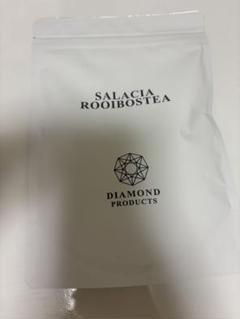 SALACIA
ROOIBOSTEA
DIAMOND
PRODUCTS